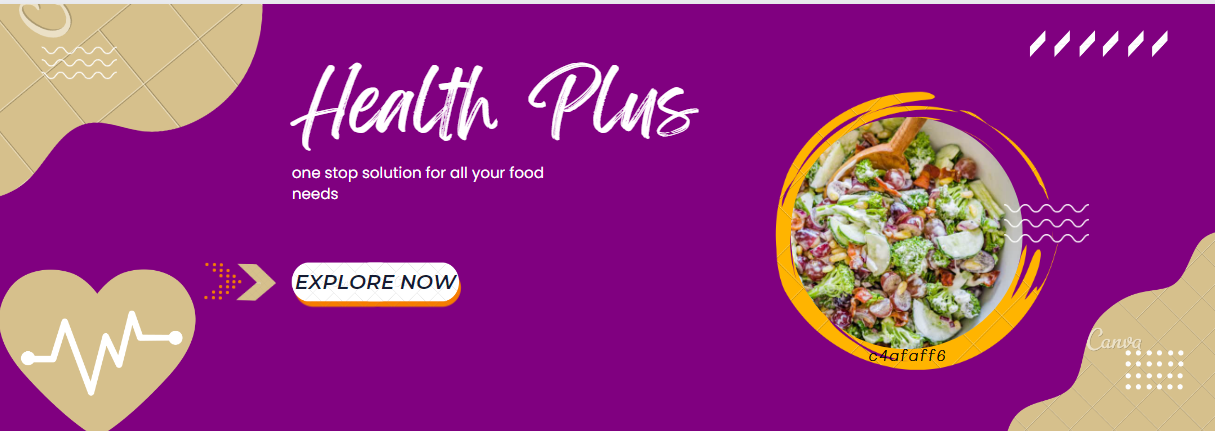 Health Plus
one stop solution for all your food
needs
EXPLORE NOW
c4afaff6
Canva